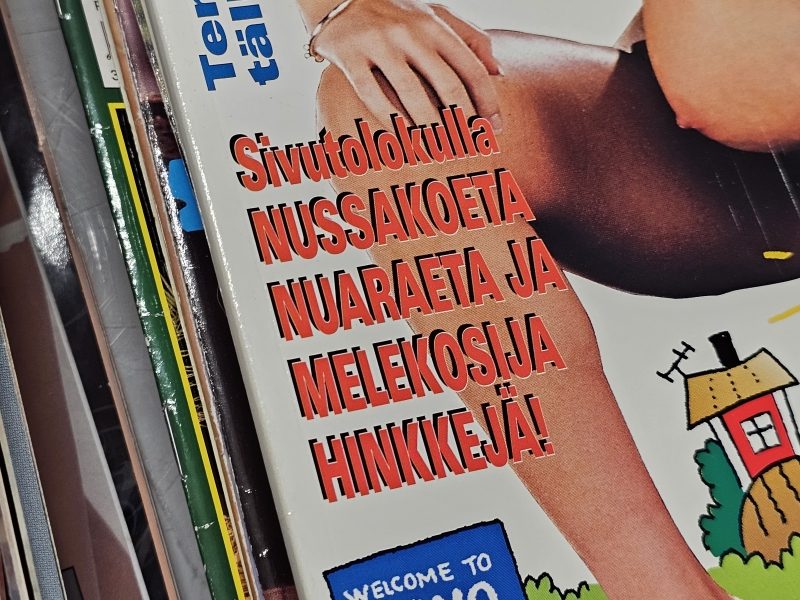 Sivutolokulla
NUSSAKOETA
NUARAETA JA
MELEKOSIJA
HINKKEJÄ!
WELCOME TO